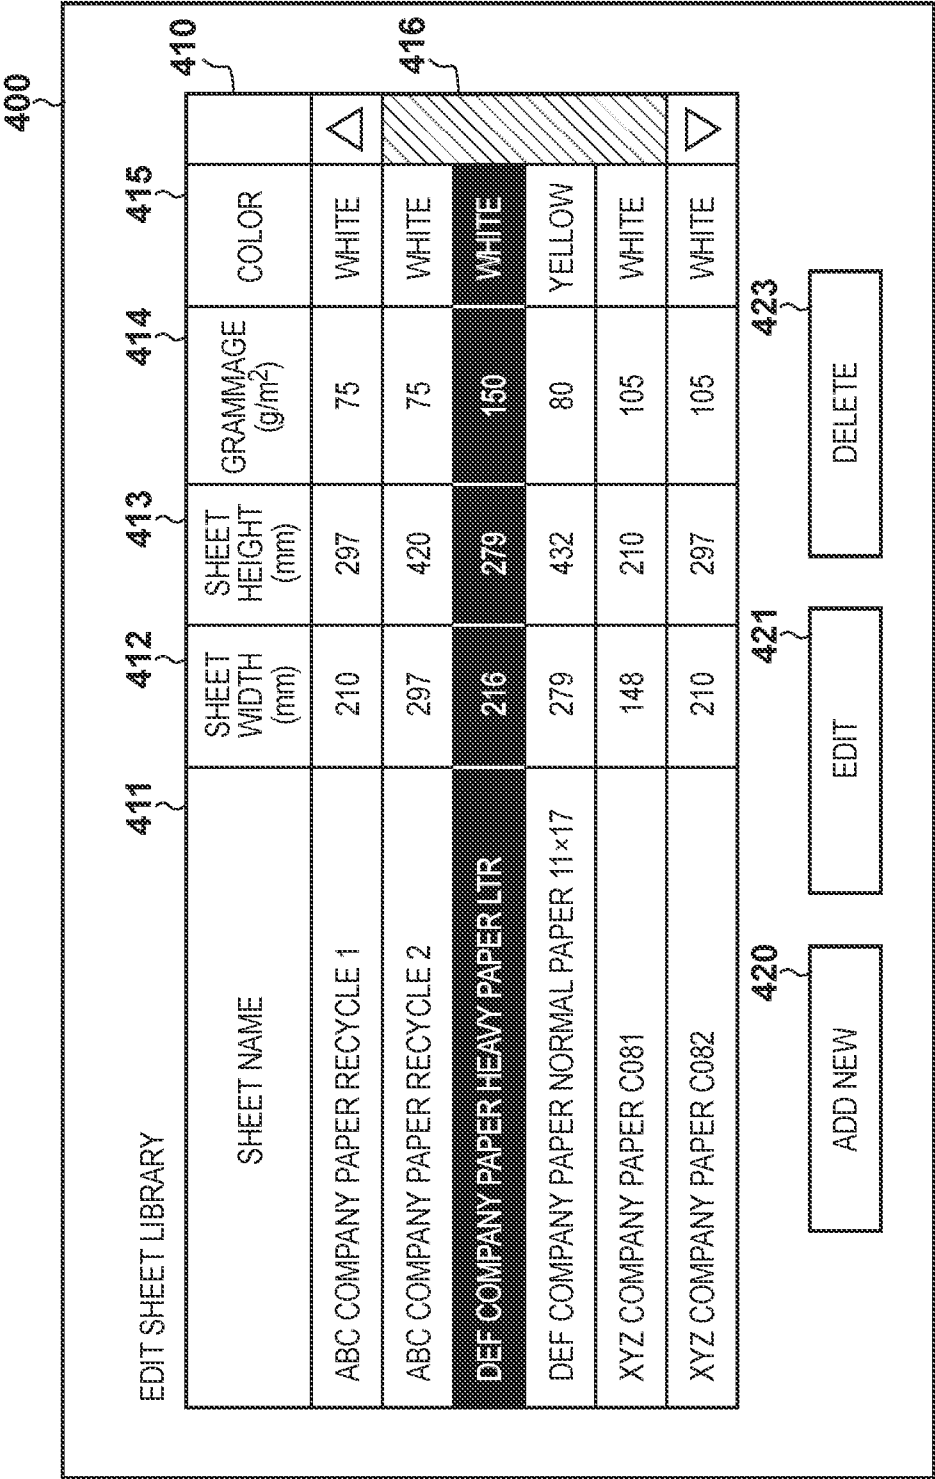 400
EDIT SHEET LIBRARY
410
411 412 413 414 415 416
SHEET NAME SHEET WIDTH (mm) SHEET HEIGHT (mm) GRAMMAGE (g/m²) COLOR
ABC COMPANY PAPER RECYCLE 1 210 297 75 WHITE
ABC COMPANY PAPER RECYCLE 2 297 420 75 WHITE
DEF COMPANY PAPER HEAVY PAPER LTR 216 279 150 WHITE
DEF COMPANY PAPER NORMAL PAPER 11×17 279 432 80 YELLOW
XYZ COMPANY PAPER C081 148 210 105 WHITE
XYZ COMPANY PAPER C082 210 297 105 WHITE
420 421 423
ADD NEW EDIT DELETE